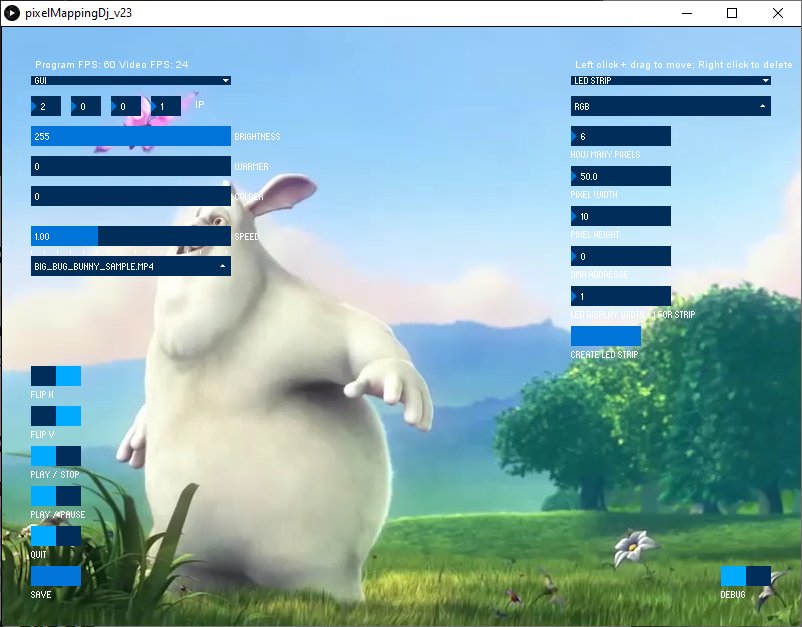 pixelMappingDj_v23
Program FPS: 60 Video FPS: 24
GUI
2 0 0 1 IP
255 BRIGHTNESS
0 WARMER
0 COLDER
1.00 SPEED
BIG_BUG_BUNNY_SAMPLE.MP4
FLIP H
FLIP V
PLAY / STOP
PLAY / PAUSE
QUIT
SAVE
Left click + drag to move; Right click to delete
LED STRIP
RGB
6
HOW MANY PIXELS
50.0
PIXEL WIDTH
10
PIXEL HEIGHT
0
DMX ADDRESSE
1
LED DISPLAY WIDTH - 1 FOR STRIP
CREATE LED STRIP
DEBUG